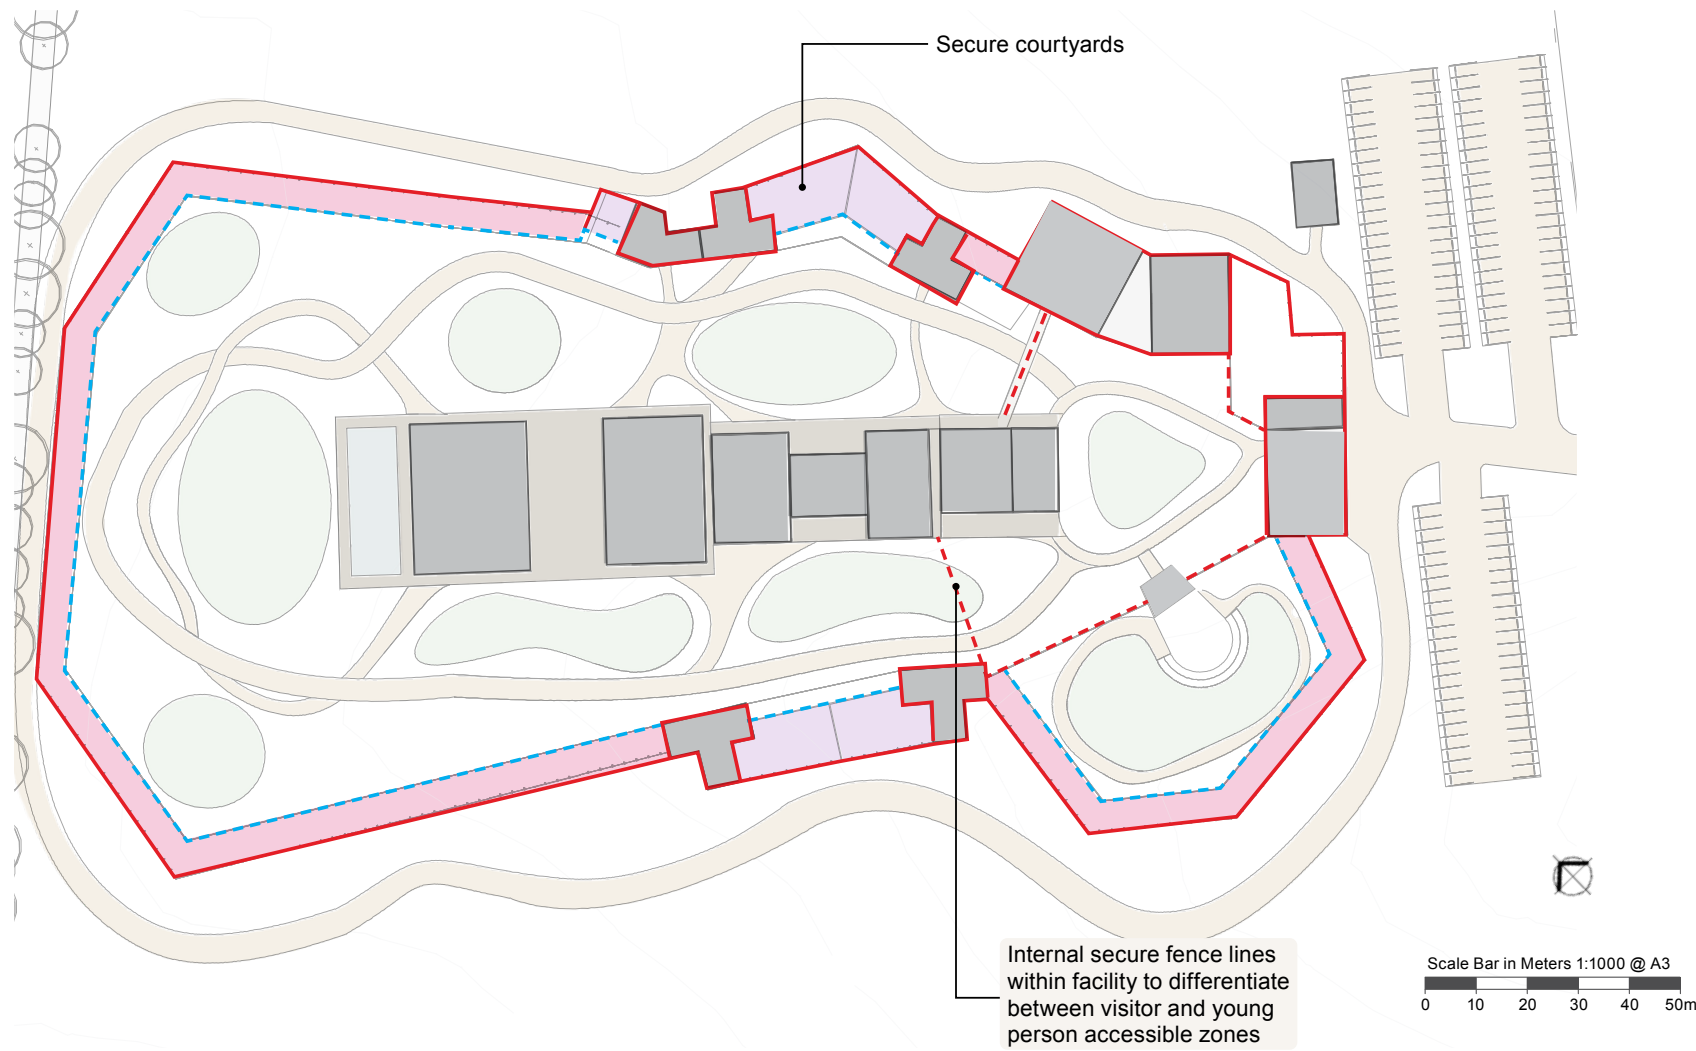 Secure courtyards
Internal secure fence lines
within facility to differentiate
between visitor and young
person accessible zones
Scale Bar in Meters 1:1000 @ A3
0 10 20 30 40 50m